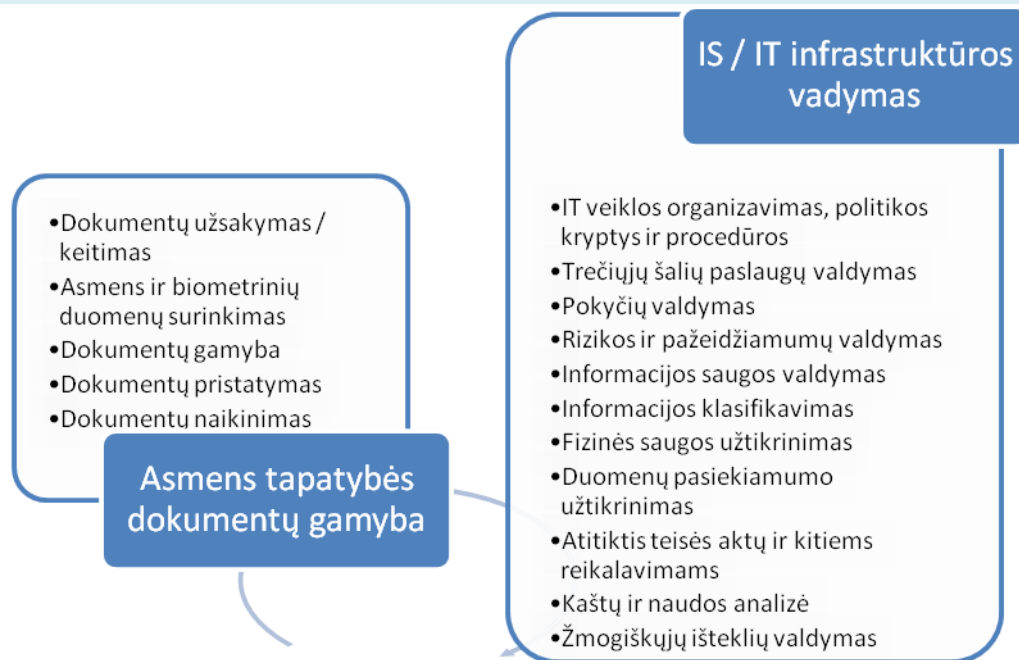 •Dokumentų užsakymas /
keitimas
•Asmens ir biometrinių
duomenų surinkimas
•Dokumentų gamyba
•Dokumentų pristatymas
•Dokumentų naikinimas
Asmens tapatybės
dokumentų gamyba
IS / IT infrastruktūros
vadymas
•IT veiklos organizavimas, politikos
kryptys ir procedūros
•Trečiųjų šalių paslaugų valdymas
•Pokyčių valdymas
•Rizikos ir pažeidžiamumų valdymas
•Informacijos saugos valdymas
•Informacijos klasifikavimas
•Fizinės saugos užtikrinimas
•Duomenų pasiekiamumo
užtikrinimas
•Atitiktis teisės aktų ir kitiems
reikalavimams
•Kaštų ir naudos analizė
•Žmogiškųjų išteklių valdymas